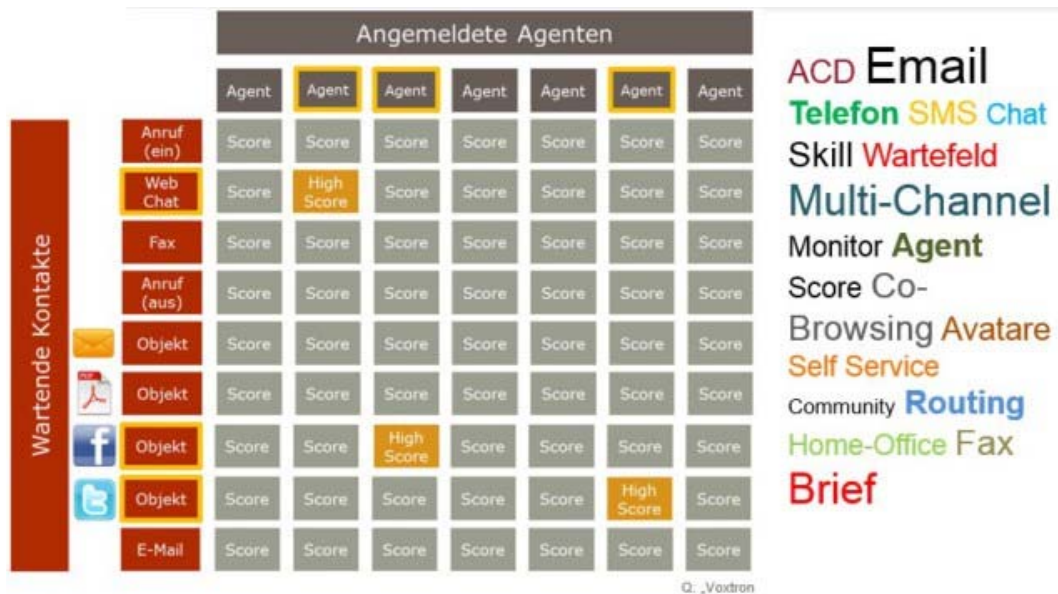 Angemeldete Agenten
Agent Agent Agent Agent Agent Agent Agent
Wartende Kontakte
Anruf
(ein)
Score Score Score Score Score Score Score
Web
Chat
Score High
Score Score Score Score Score Score
Fax
Score Score Score Score Score Score Score
Anruf
(aus)
Score Score Score Score Score Score Score
Objekt
Score Score Score Score Score Score Score
PDF
Objekt
Score Score Score Score Score Score Score
f
Objekt
Score Score High
Score Score Score Score Score
t
Objekt
Score Score Score Score Score High
Score Score
E-Mail
Score Score Score Score Score Score Score
Q: „Voxtron
ACD Email
Telefon SMS Chat
Skill Wartefeld
Multi-Channel
Monitor Agent
Score Co-
Browsing Avatare
Self Service
Community Routing
Home-Office Fax
Brief